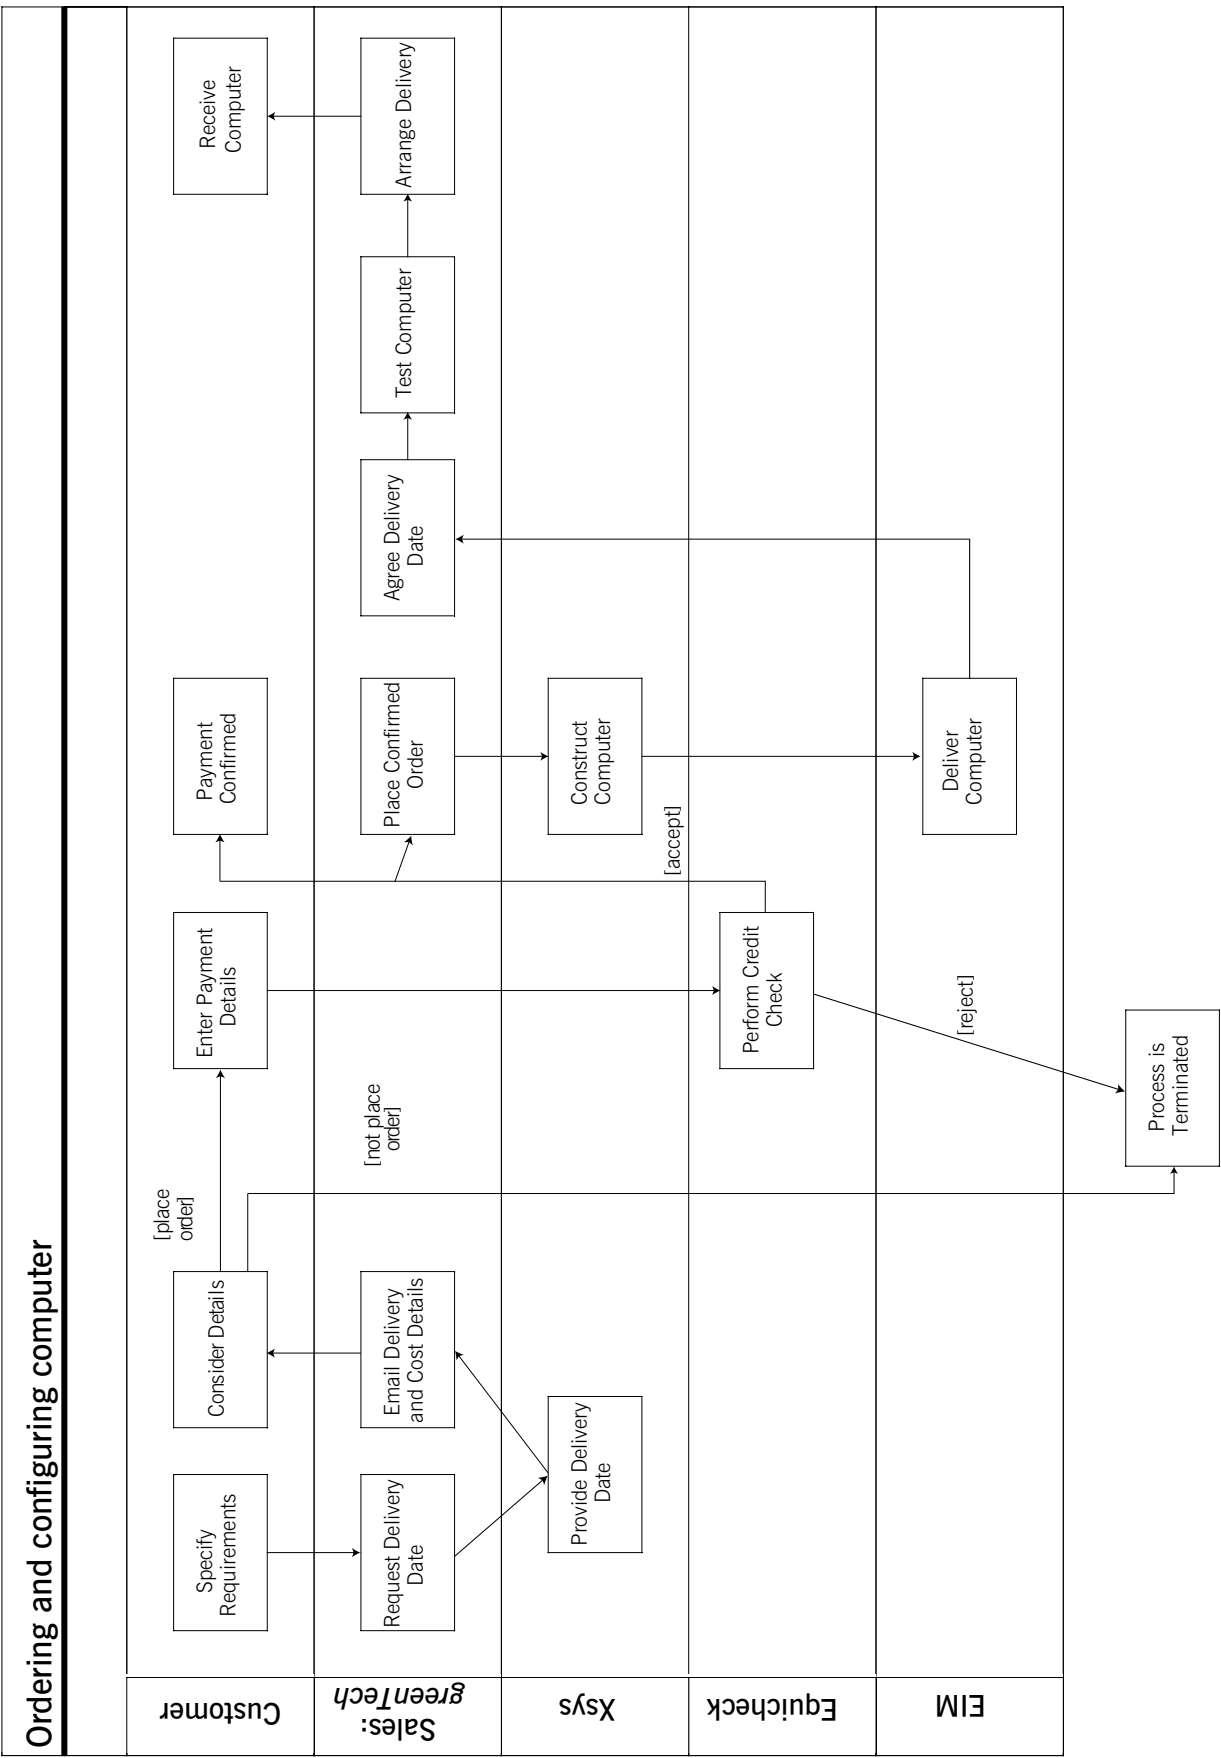 Ordering and configuring computer
Customer
Specify
Requirements
Consider Details
[place
order]
Enter Payment
Details
Payment
Confirmed
Receive
Computer
Sales:
greenTech
Request Delivery
Date
Email Delivery
and Cost Details
[not place
order]
Place Confirmed
Order
Agree Delivery
Date
Test Computer
Arrange Delivery
Xsys
Provide Delivery
Date
Construct
Computer
[accept]
Equicheck
Perform Credit
Check
EIM
[reject]
Deliver
Computer
Process is
Terminated